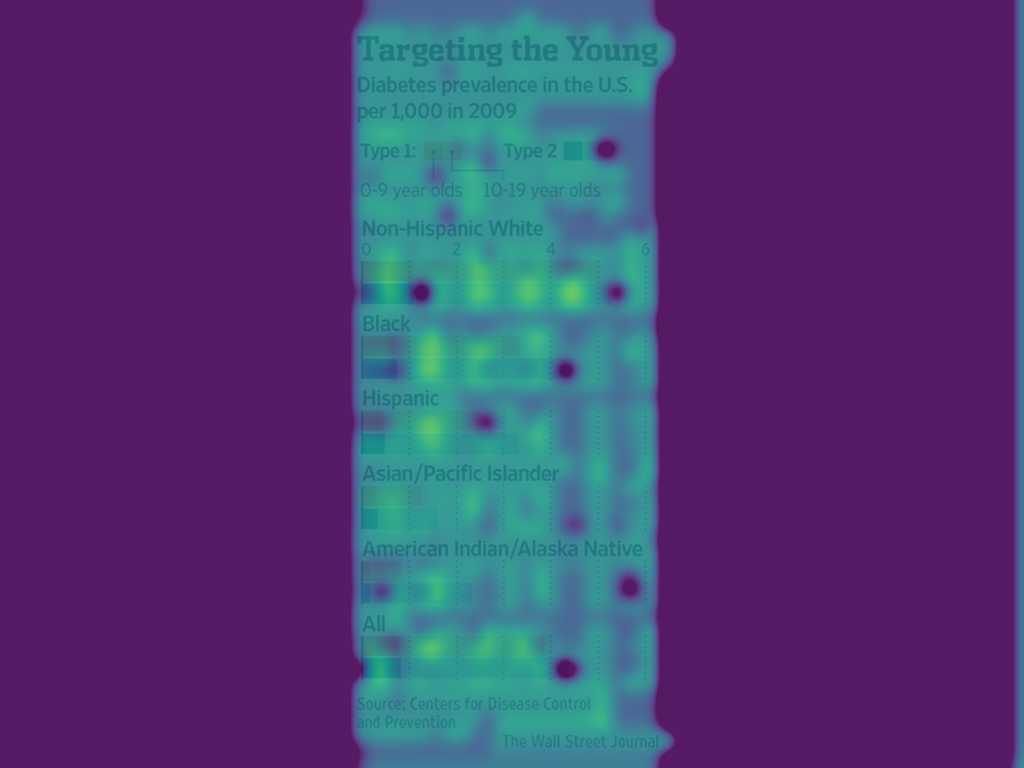 Targeting the Young
Diabetes prevalence in the U.S.
per 1,000 in 2009
Type 1: Type 2
0-9 year olds 10-19 year olds
Non-Hispanic White
0 2 4 6
Black
Hispanic
Asian/Pacific Islander
American Indian/Alaska Native
All
Source: Centers for Disease Control
and Prevention
The Wall Street Journal